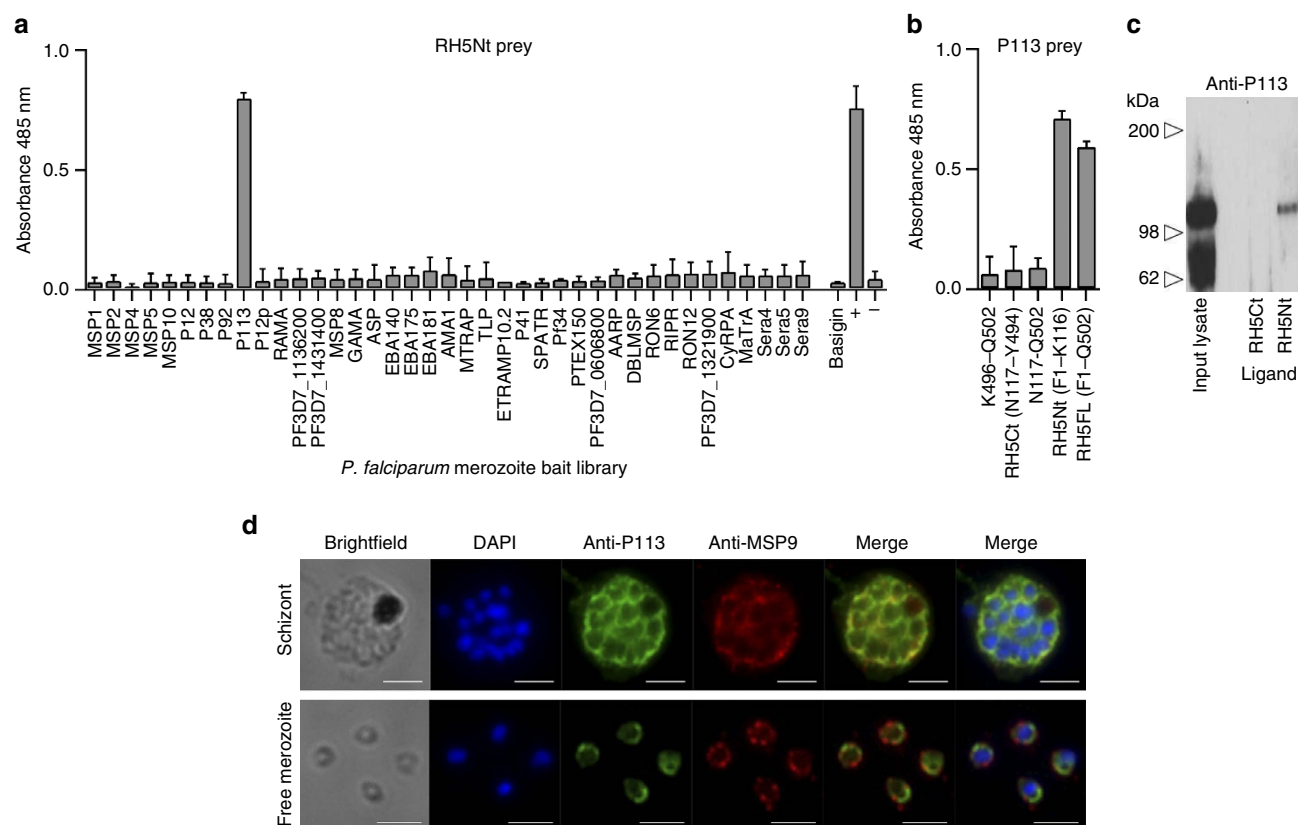 a
RH5Nt prey
Absorbance 485 nm
1.0
0.5
0.0
MSP1
MSP2
MSP4
MSP5
MSP10
P12
P38
P92
P113
P12p
RAMA
PF3D7_1136200
PF3D7_1431400
MSP8
GAMA
ASP
EBA140
EBA175
EBA181
AMA1
MTRAP
TLP
ETRAMP10.2
P41
SPATR
Pf34
PTEX150
PF3D7_0606800
AARP
DBLMSP
RON6
RIPR
RON12
PF3D7_1321900
CyRPA
MaTrA
Sera4
Sera5
Sera9
Basigin
+
−
P. falciparum merozoite bait library
b
P113 prey
Absorbance 485 nm
1.0
0.5
0.0
K496–Q502
RH5Ct (N117–Y494)
N117-Q502
RH5Nt (F1–K116)
RH5FL (F1–Q502)
c
Anti-P113
kDa
200
98
62
Input lysate
RH5Ct
RH5Nt
Ligand
d
Brightfield DAPI Anti-P113 Anti-MSP9 Merge Merge
Schizont
Free merozoite